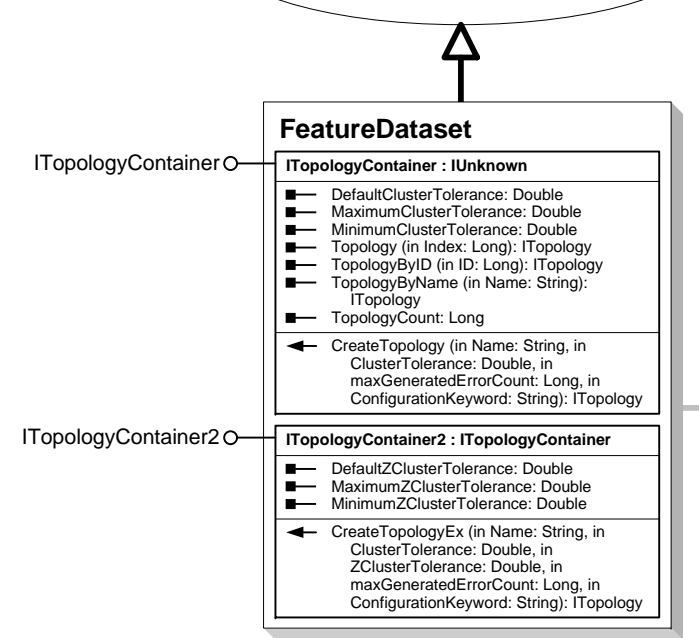 FeatureDataset
ITopologyContainer
ITopologyContainer : IUnknown
DefaultClusterTolerance: Double
MaximumClusterTolerance: Double
MinimumClusterTolerance: Double
Topology (in Index: Long): ITopology
TopologyByID (in ID: Long): ITopology
TopologyByName (in Name: String):
ITopology
TopologyCount: Long
CreateTopology (in Name: String, in
ClusterTolerance: Double, in
maxGeneratedErrorCount: Long, in
ConfigurationKeyword: String): ITopology
ITopologyContainer2
ITopologyContainer2 : ITopologyContainer
DefaultZClusterTolerance: Double
MaximumZClusterTolerance: Double
MinimumZClusterTolerance: Double
CreateTopologyEx (in Name: String, in
ClusterTolerance: Double, in
ZClusterTolerance: Double, in
maxGeneratedErrorCount: Long, in
ConfigurationKeyword: String): ITopology